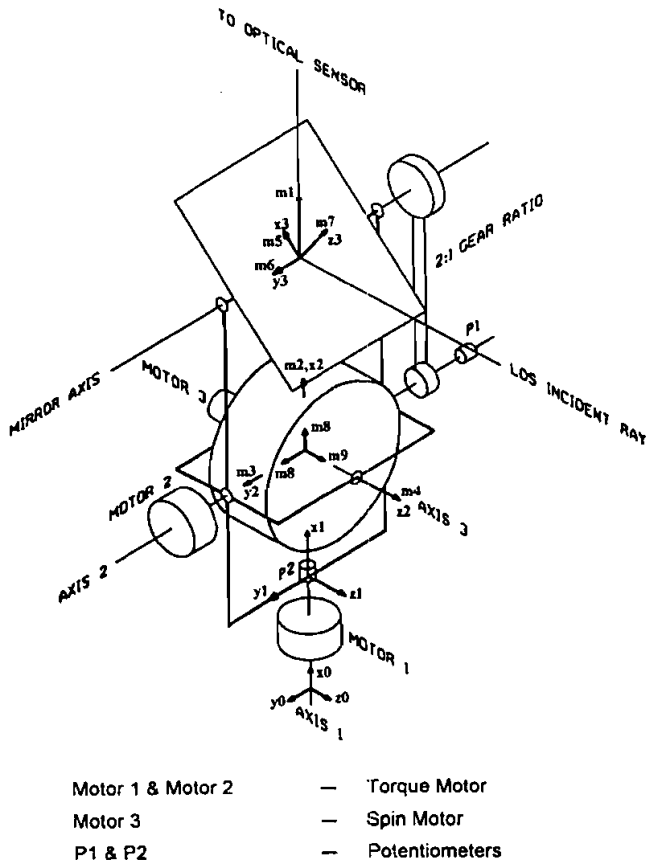 TO OPTICAL SENSOR
m1
x3
m7
m5
z3
m6
y3
2:1 GEAR RATIO
P1
MIRROR AXIS
MOTOR 3
m2,x2
LOS INCIDENT RAY
m8
m3
m8
m9
y2
m4
z2
AXIS 3
MOTOR 2
x1
AXIS 2
P2
y1
z1
MOTOR 1
x0
y0
z0
AXIS 1
Motor 1 & Motor 2 – Torque Motor
Motor 3 – Spin Motor
P1 & P2 – Potentiometers